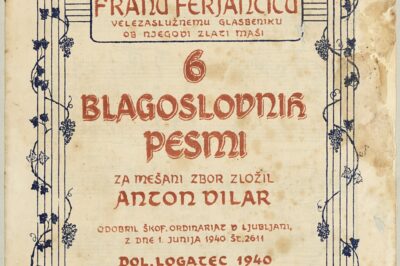 FRANU FERJANČIČU
VELEZASLUŽNEMU GLASBENIKU
OB NJEGOVI ZLATI MAŠI
6
BLAGOSLOVNIH
PESMI
ZA MEŠANI ZBOR ZLOŽIL
ANTON VILAR
ODOBRIL ŠKOF. ORDINARIAT V LJUBLJANI,
Z DNE 1. JUNIJA 1940 ŠT. 2611
DOL. LOGATEC 1940